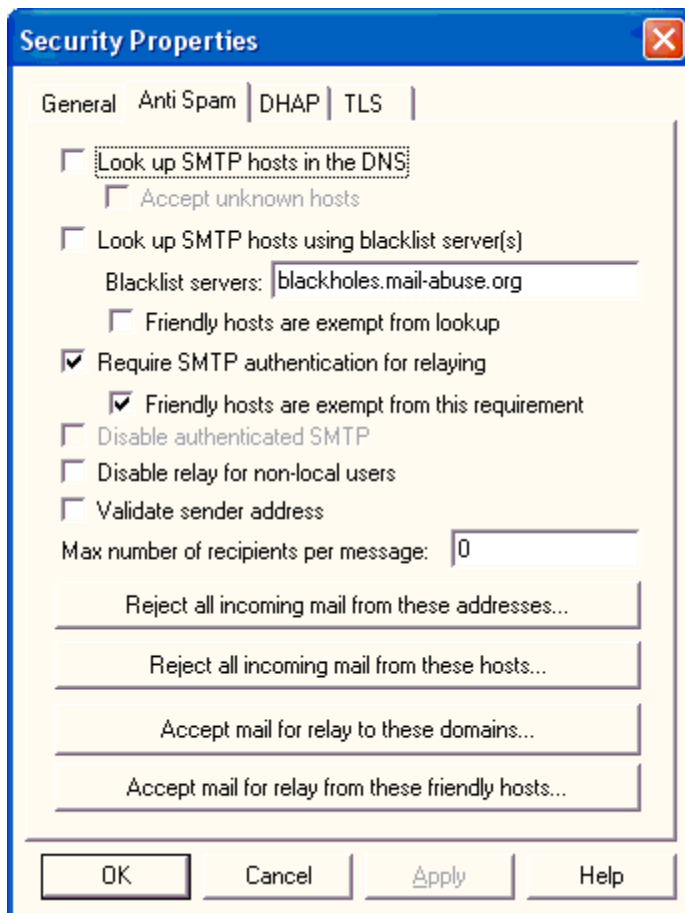 Security Properties
General Anti Spam DHAP TLS
Look up SMTP hosts in the DNS
Accept unknown hosts
Look up SMTP hosts using blacklist server(s)
Blacklist servers: blackholes.mail-abuse.org
Friendly hosts are exempt from lookup
Require SMTP authentication for relaying
Friendly hosts are exempt from this requirement
Disable authenticated SMTP
Disable relay for non-local users
Validate sender address
Max number of recipients per message: 0
Reject all incoming mail from these addresses...
Reject all incoming mail from these hosts...
Accept mail for relay to these domains...
Accept mail for relay from these friendly hosts...
OK Cancel Apply Help